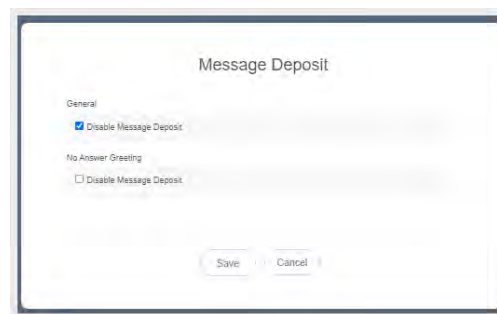 Message Deposit
General
Disable Message Deposit
No Answer Greeting
Disable Message Deposit
Save Cancel